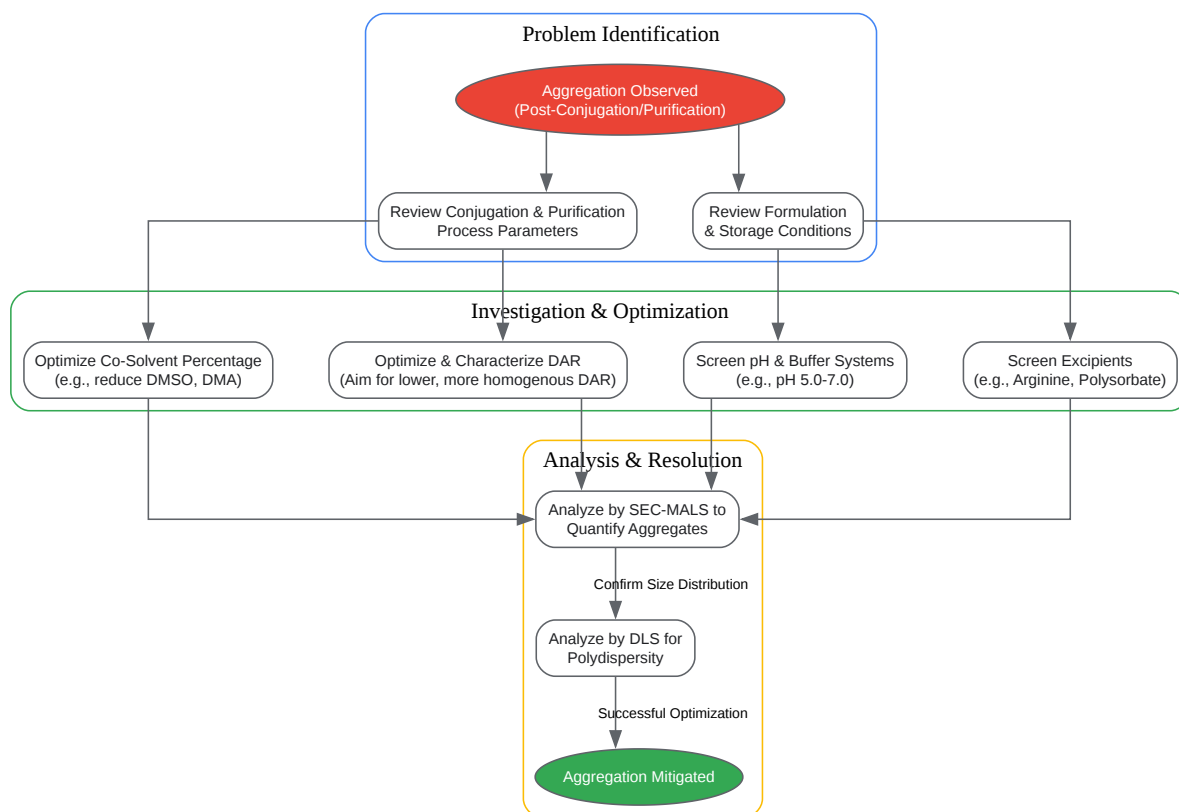 Problem Identification
Aggregation Observed
(Post-Conjugation/Purification)
Review Conjugation & Purification
Process Parameters
Review Formulation
& Storage Conditions
Investigation & Optimization
Optimize Co-Solvent Percentage
(e.g., reduce DMSO, DMA)
Optimize & Characterize DAR
(Aim for lower, more homogenous DAR)
Screen pH & Buffer Systems
(e.g., pH 5.0-7.0)
Screen Excipients
(e.g., Arginine, Polysorbate)
Analysis & Resolution
Analyze by SEC-MALS to
Quantify Aggregates
Confirm Size Distribution
Analyze by DLS for
Polydispersity
Successful Optimization
Aggregation Mitigated